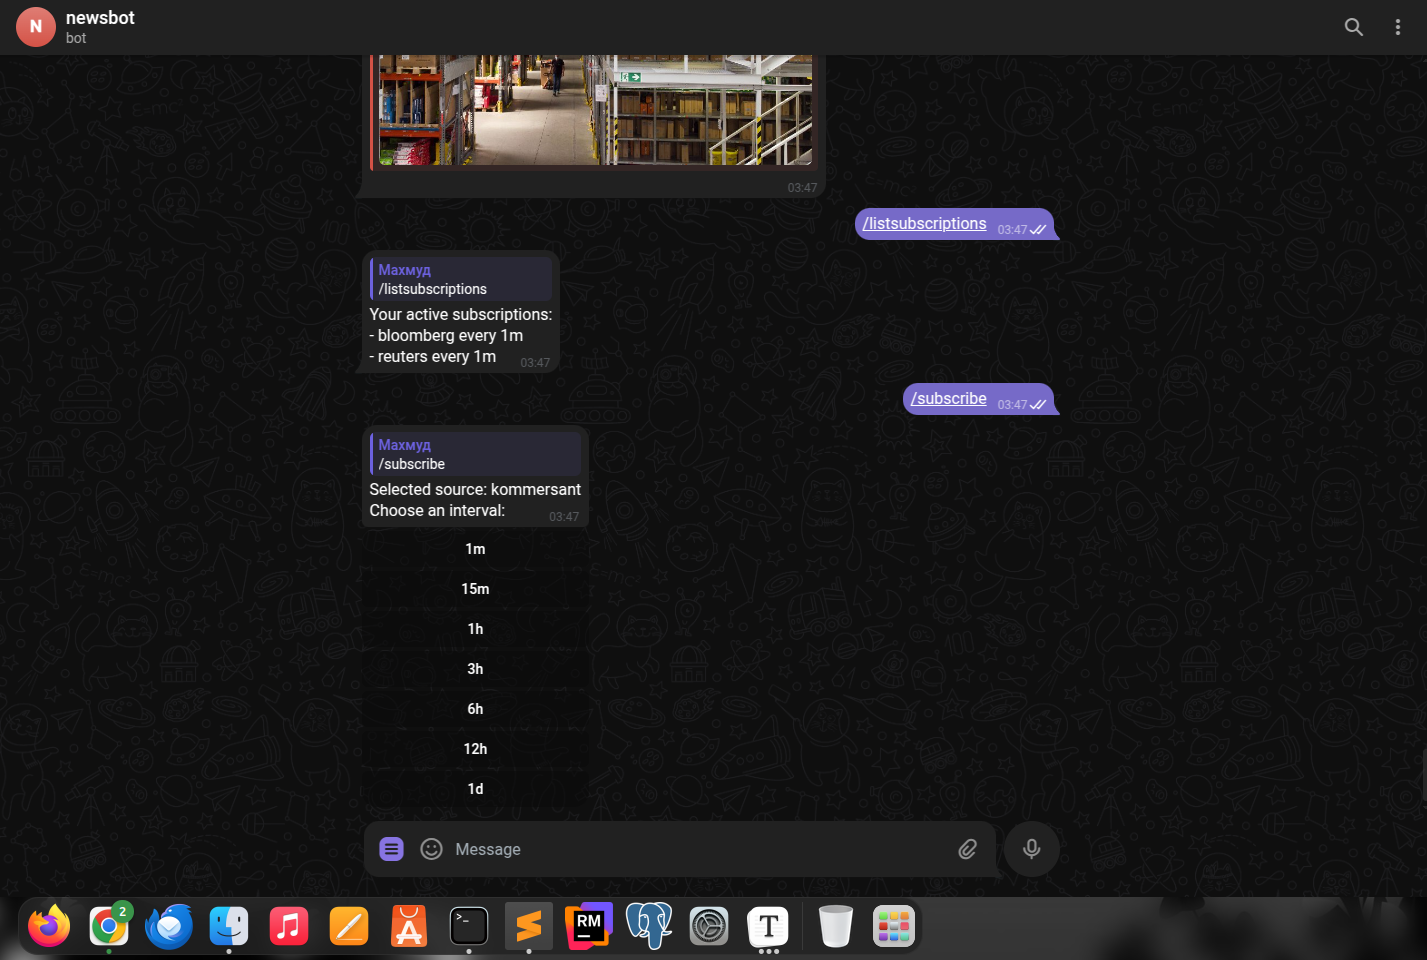 N
newsbot
bot
03:47
/listsubscriptions
03:47
Махмуд
/listsubscriptions
Your active subscriptions:
- bloomberg every 1m
- reuters every 1m
03:47
/subscribe
03:47
Махмуд
/subscribe
Selected source: kommersant
Choose an interval:
03:47
1m
15m
1h
3h
6h
12h
1d
Message
2
>_
RM
T